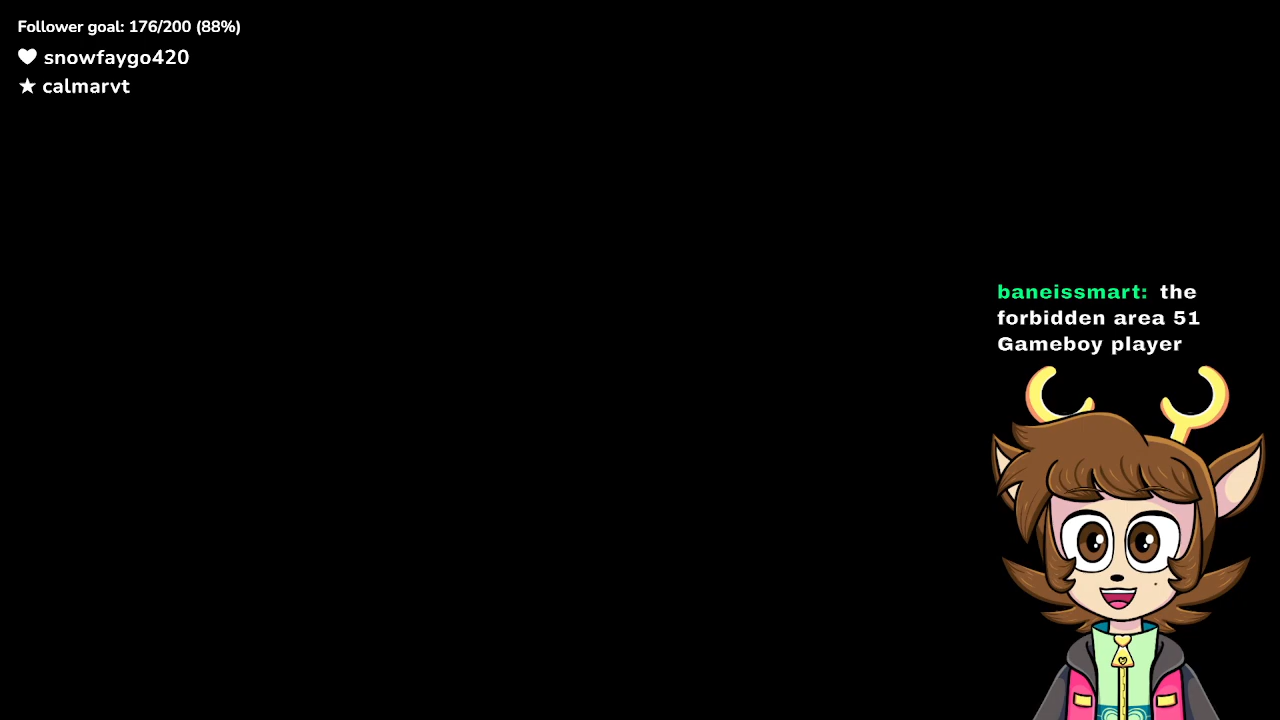 Follower goal: 176/200 (88%)
snowfaygo420
calmarvt
baneissmart: the
forbidden area 51
Gameboy player